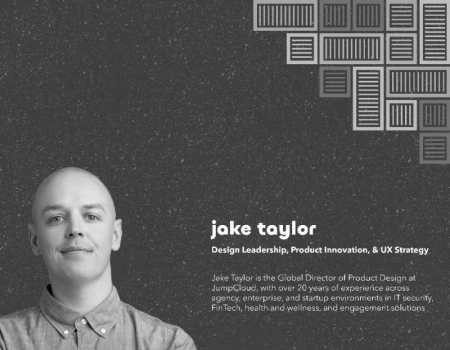 jake taylor
Design Leadership, Product Innovation, & UX Strategy
Jake Taylor is the Global Director of Product Design at
JumpCloud, with over 20 years of experience across
agency, enterprise, and startup environments in IT security,
FinTech, health and wellness, and engagement solutions